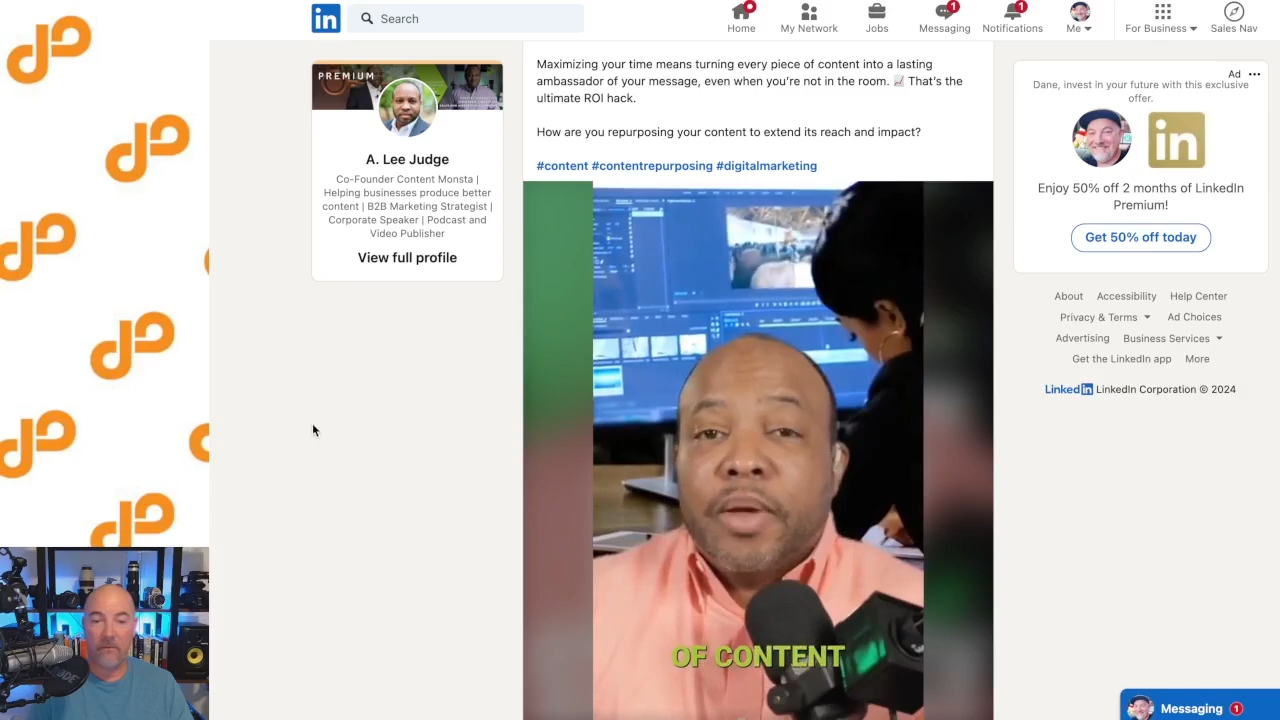 in
Search
Home
My Network
Jobs
1
Messaging
1
Notifications
Me
For Business
Sales Nav
PREMIUM
A. Lee Judge
Co-Founder Content Monsta |
Helping businesses produce better
content | B2B Marketing Strategist |
Corporate Speaker | Podcast and
Video Publisher
View full profile
Maximizing your time means turning every piece of content into a lasting
ambassador of your message, even when you're not in the room. 📈 That's the
ultimate ROI hack.
How are you repurposing your content to extend its reach and impact?
#content #contentrepurposing #digitalmarketing
OF CONTENT
Ad
Dane, invest in your future with this exclusive
offer.
in
Enjoy 50% off 2 months of LinkedIn
Premium!
Get 50% off today
About Accessibility Help Center
Privacy & Terms Ad Choices
Advertising Business Services
Get the LinkedIn app More
LinkedIn LinkedIn Corporation © 2024
Messaging 1